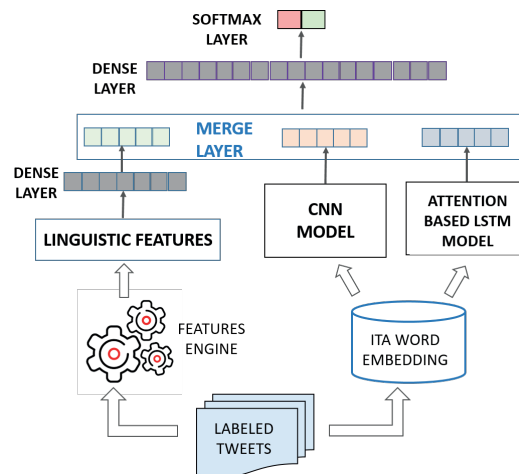 SOFTMAX
LAYER
DENSE
LAYER
MERGE
LAYER
DENSE
LAYER
LINGUISTIC FEATURES
CNN
MODEL
ATTENTION
BASED LSTM
MODEL
FEATURES
ENGINE
ITA WORD
EMBEDDING
LABELED
TWEETS